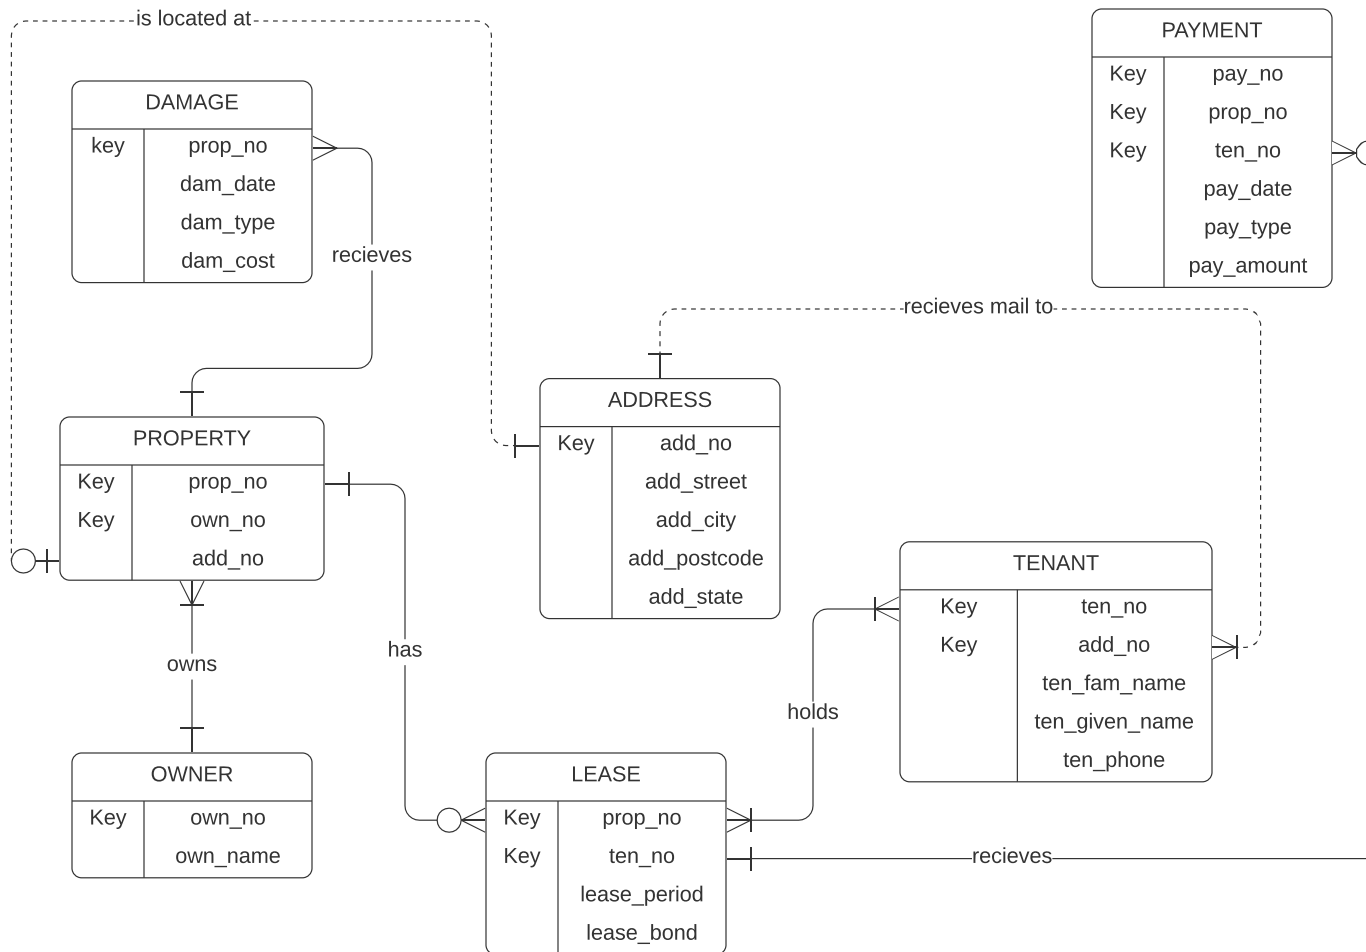 is located at
PAYMENT
Key pay_no
Key prop_no
Key ten_no
pay_date
pay_type
pay_amount
DAMAGE
key prop_no
dam_date
dam_type
dam_cost
recieves
recieves mail to
ADDRESS
Key add_no
add_street
add_city
add_postcode
add_state
PROPERTY
Key prop_no
Key own_no
add_no
TENANT
Key ten_no
Key add_no
ten_fam_name
ten_given_name
ten_phone
owns
has
holds
OWNER
Key own_no
own_name
LEASE
Key prop_no
Key ten_no
lease_period
lease_bond
recieves